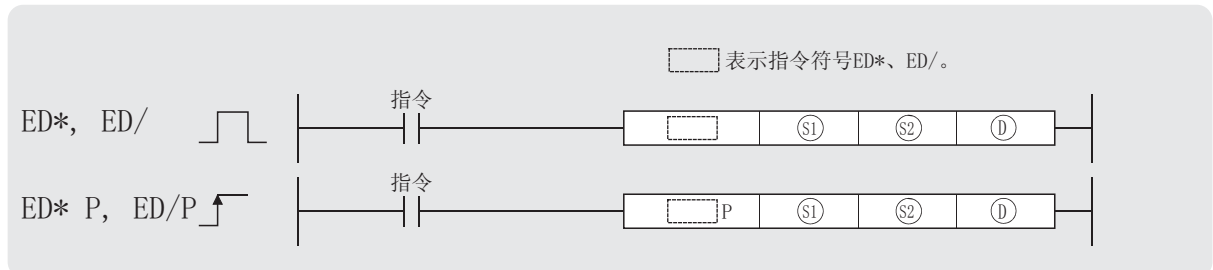 表示指令符号ED*、ED/。
指令
ED*, ED/ S1 S2 D
指令
ED* P, ED/P P S1 S2 D